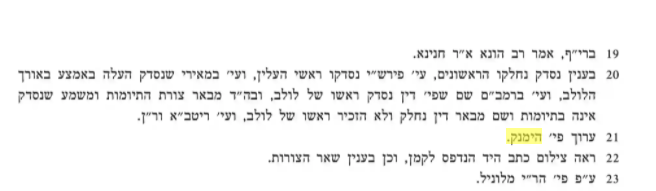 19 ברי״ף, אמר רב הונא א״ר חנינא.
20 בענין נסדק נחלקו הראשונים, עי׳ פירש״י נסדקו ראשי העלין, ועי׳ במאירי שנסדק העלה באמצע באורך
הלולב, ועי׳ ברמב״ם שם שפי׳ דין נסדק ראשו של לולב, ובה״ד מבאר צורת התיומות ומשמע שנסדק
אינה בתיומות ושם מבאר דין נחלק ולא הזכיר ראשו של לולב, ועי׳ ריטב״א ור״ן.
21 ערוך פי׳ הימנק.
22 ראה צילום כתב היד הנדפס לקמן, וכן בענין שאר הצורות.
23 ע״פ פי׳ הר״י מלוניל.